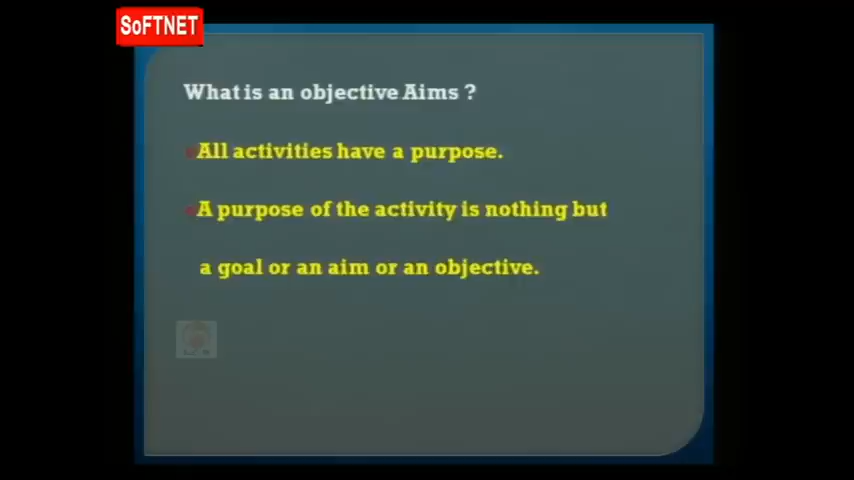 SoFTNET
What is an objective Aims ?
All activities have a purpose.
A purpose of the activity is nothing but
a goal or an aim or an objective.